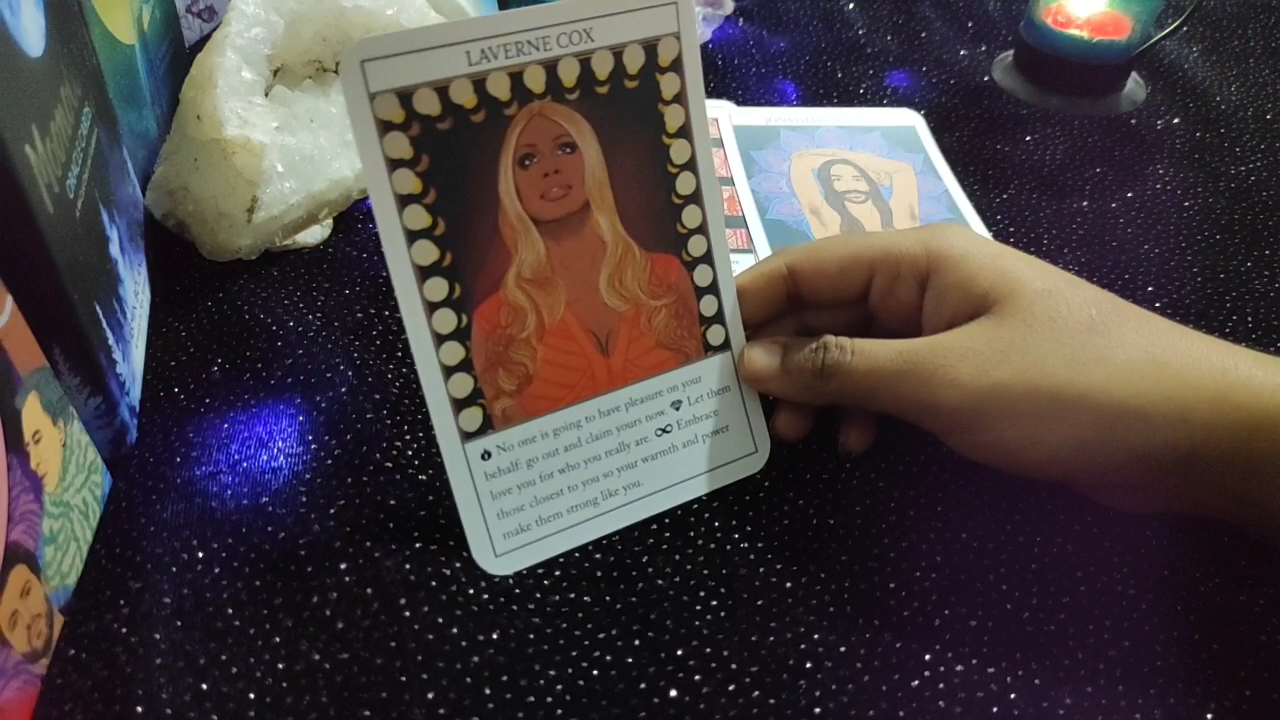 LAVERNE COX
No one is going to have pleasure on your
behalf: go out and claim yours now. Let them
love you for who you really are. Embrace
those closest to you so your warmth and power
make them strong like you.